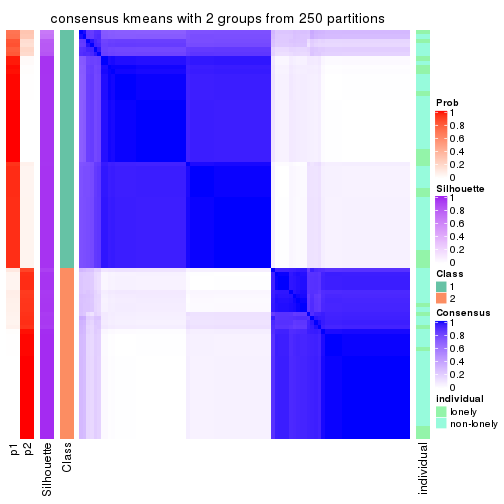 consensus kmeans with 2 groups from 250 partitions
Prob
1
0.8
0.6
0.4
0.2
0
Silhouette
1
0.8
0.6
0.4
0.2
0
Class
1
2
Consensus
1
0.8
0.6
0.4
0.2
0
individual
lonely
non-lonely
p1
p2
Silhouette
Class
individual